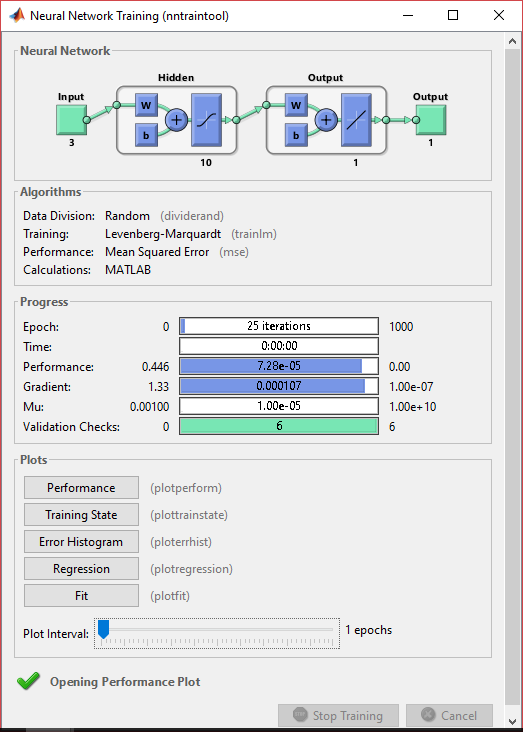 Neural Network Training (nntraintool)
Neural Network
Hidden Output
Input Output
W W
b + b +
3 10 1 1
Algorithms
Data Division: Random (dividerand)
Training: Levenberg-Marquardt (trainlm)
Performance: Mean Squared Error (mse)
Calculations: MATLAB
Progress
Epoch: 0 25 iterations 1000
Time: 0:00:00
Performance: 0.446 7.28e-05 0.00
Gradient: 1.33 0.000107 1.00e-07
Mu: 0.00100 1.00e-05 1.00e+10
Validation Checks: 0 6 6
Plots
Performance (plotperform)
Training State (plottrainstate)
Error Histogram (ploterrhist)
Regression (plotregression)
Fit (plotfit)
Plot Interval: 1 epochs
Opening Performance Plot
Stop Training Cancel